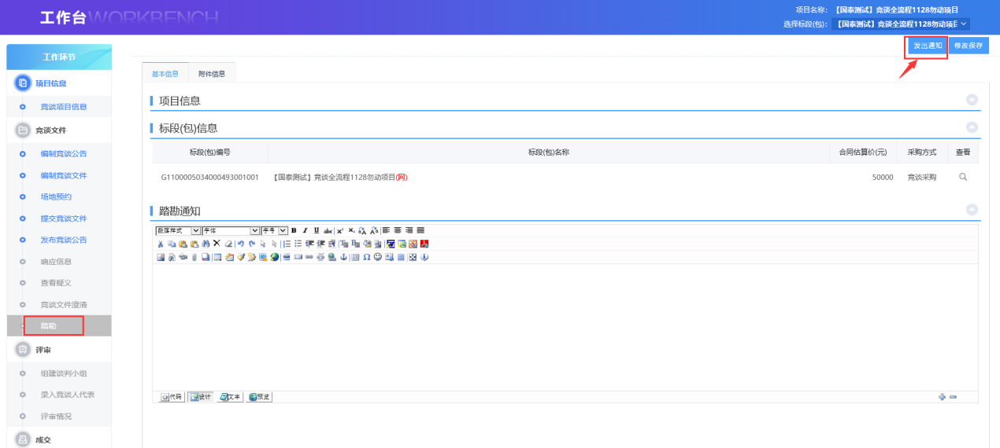 工作台WORKBENCH
项目名称： 【国泰测试】竞谈全流程1128勿动项目
选择标段(包)： 【国泰测试】竞谈全流程1128勿动项目
发出通知 修改保存
工作环节
项目信息
竞谈项目信息
竞谈文件
编制竞谈公告
编制竞谈文件
场地预约
提交竞谈文件
发布竞谈公告
响应信息
查看疑义
竞谈文件澄清
踏勘
评审
组建谈判小组
录入竞谈人代表
评审情况
成交
基本信息 附件信息
项目信息
标段(包)信息
标段(包)编号 标段(包)名称 合同估算价(元) 采购方式 查看
G1100005034000493001001 【国泰测试】竞谈全流程1128勿动项目(网) 50000 竞谈采购
踏勘通知
段落样式 字体 字号
代码 设计 文本 预览